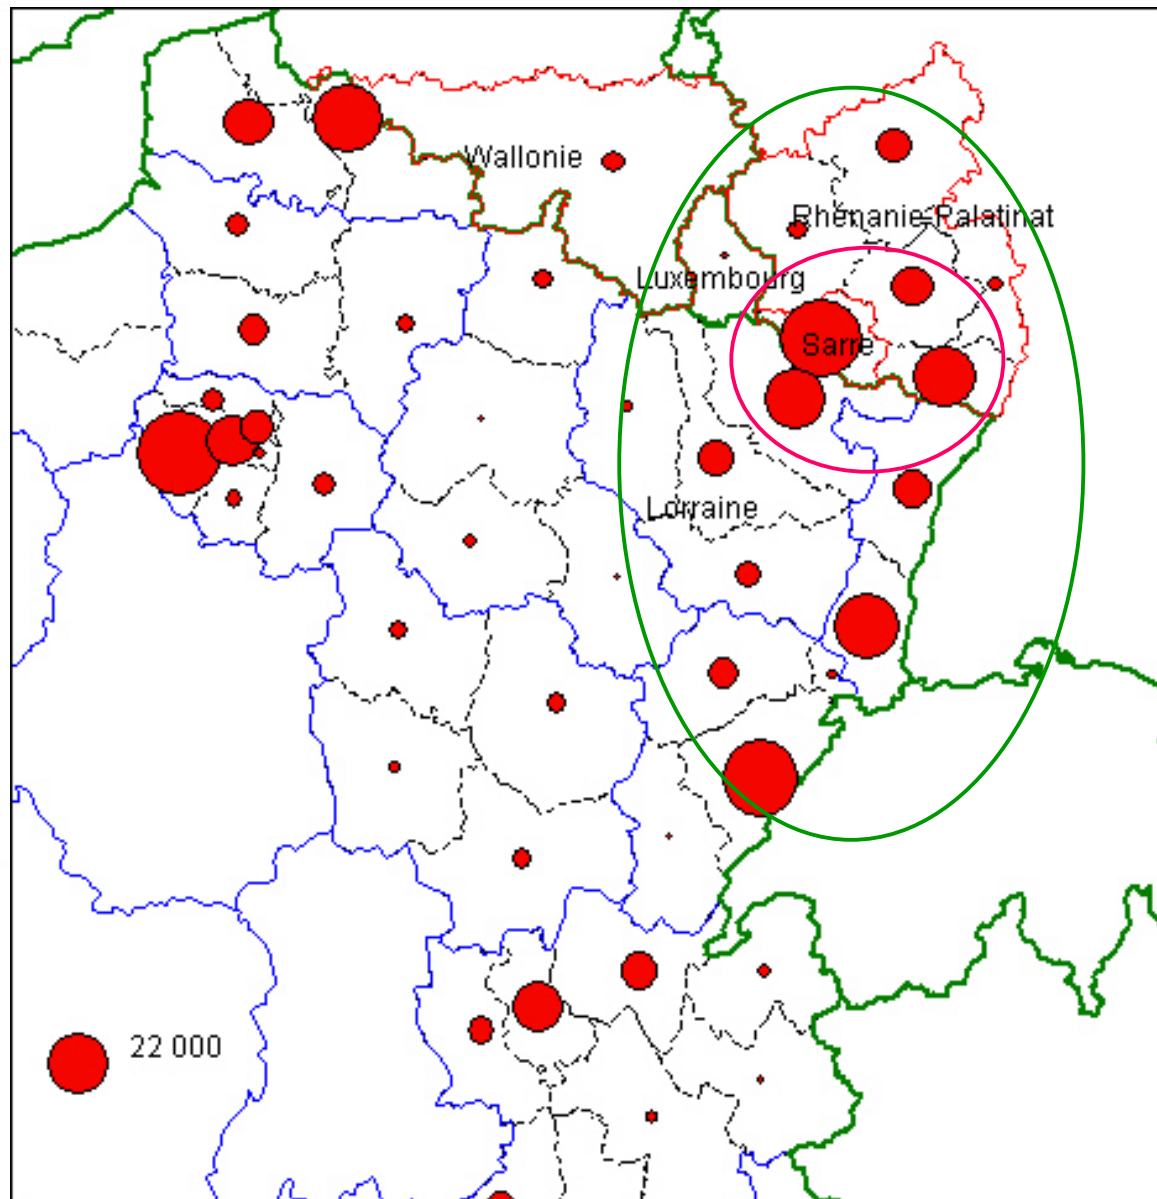 Wallonie
Rhénanie-Palatinat
Luxembourg
Sarre
Lorraine
22 000